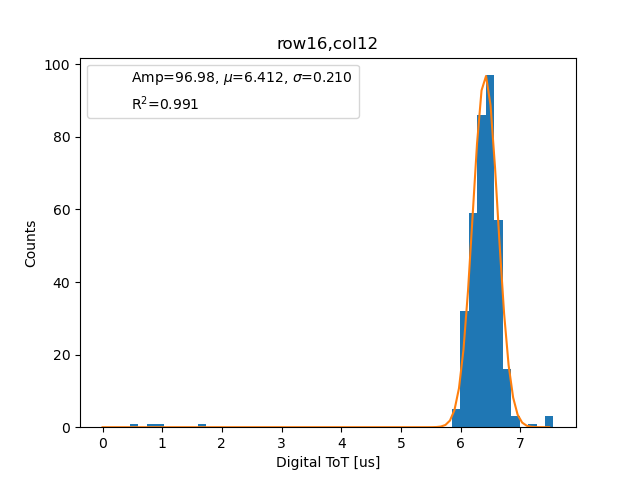 row16,col12
Amp=96.98, μ=6.412, σ=0.210
R²=0.991
100
80
60
40
20
0
Counts
0 1 2 3 4 5 6 7
Digital ToT [us]